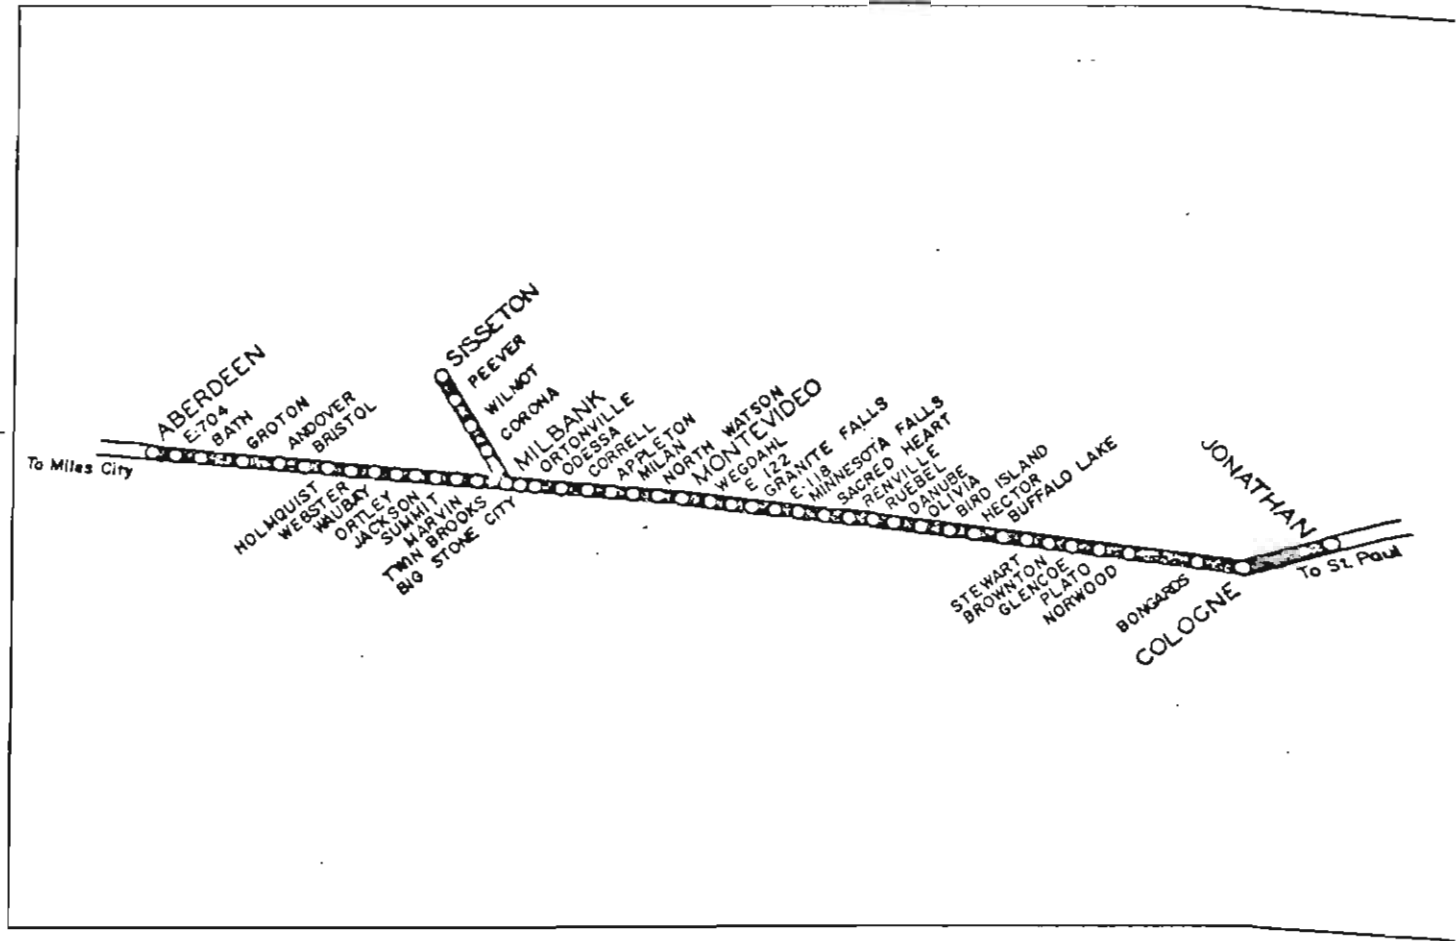 To Miles City
ABERDEEN
E-704
BATH
GROTON
ANDOVER
BRISTOL
HOLMQUIST
WEBSTER
WAUBAY
ORTLEY
JACKSON
SUMMIT
MARVIN
TWIN BROOKS
BIG STONE CITY
SISSETON
PEEVER
WILMOT
CORONA
MILBANK
ORTONVILLE
ODESSA
CORRELL
APPLETON
MILAN
NORTH WATSON
MONTEVIDEO
WEGDAHL
E 122
GRANITE FALLS
E-118
MINNESOTA FALLS
SACRED HEART
RENVILLE
RUEBEL
DANUBE
OLIVIA
BIRD ISLAND
HECTOR
BUFFALO LAKE
STEWART
BROWNTON
GLENCOE
PLATO
NORWOOD
BONGARDS
COLOGNE
JONATHAN
To St. Paul